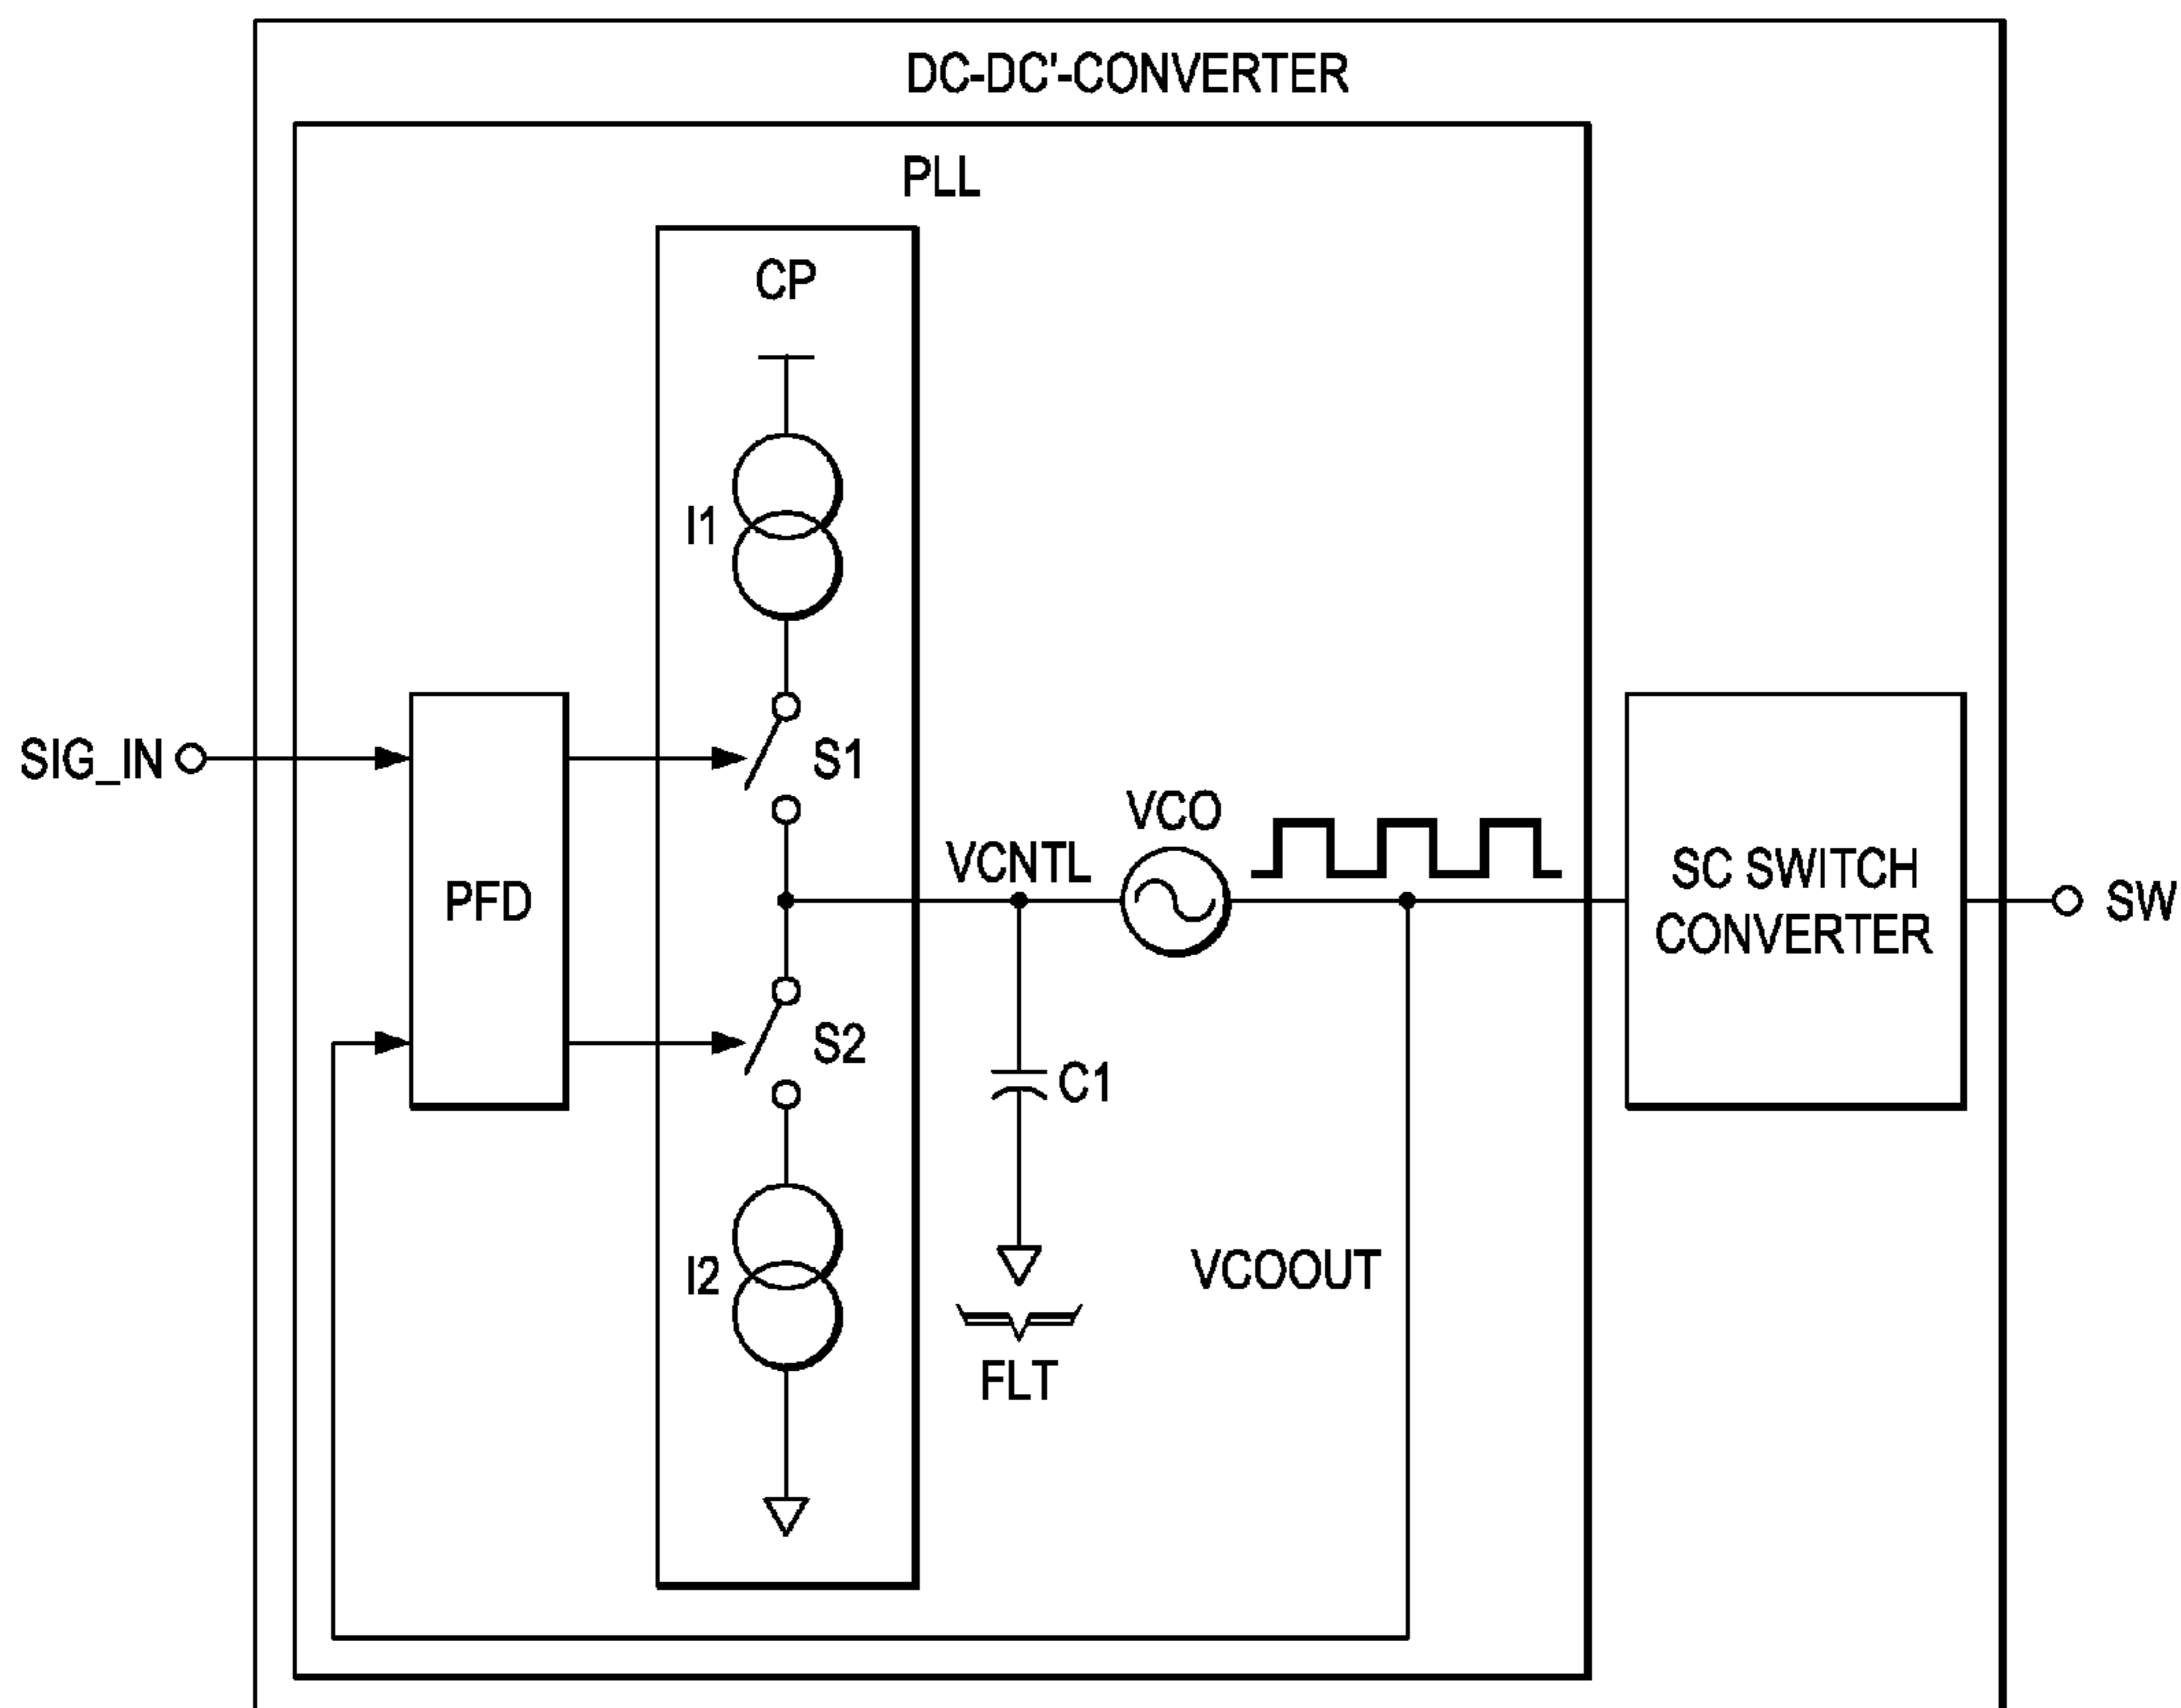 DC-DC'-CONVERTER
PLL
CP
I1
SIG_IN
S1
VCO
VCNTL
PFD
SC SWITCH
CONVERTER
SW
S2
C1
I2
VCOOUT
FLT